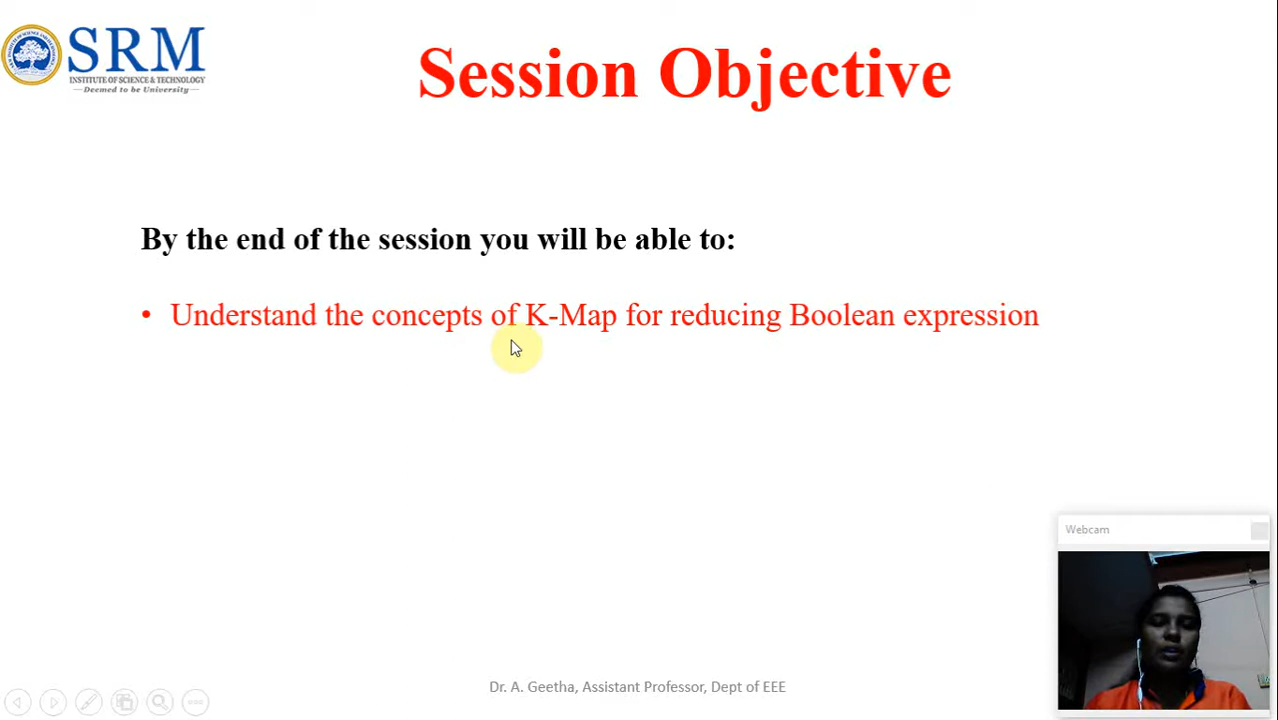 SRM
INSTITUTE OF SCIENCE & TECHNOLOGY
Deemed to be University
Session Objective
By the end of the session you will be able to:
• Understand the concepts of K-Map for reducing Boolean expression
Webcam
Dr. A. Geetha, Assistant Professor, Dept of EEE